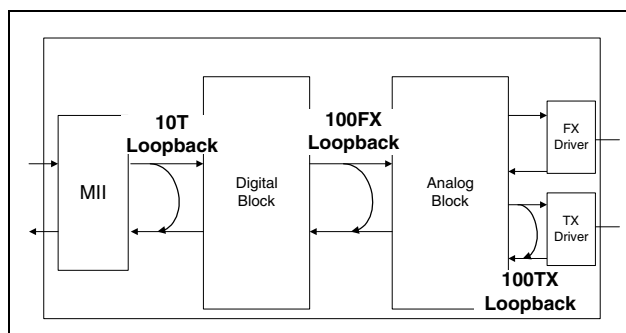 10T
Loopback
100FX
Loopback
MII
Digital
Block
Analog
Block
FX
Driver
TX
Driver
100TX
Loopback